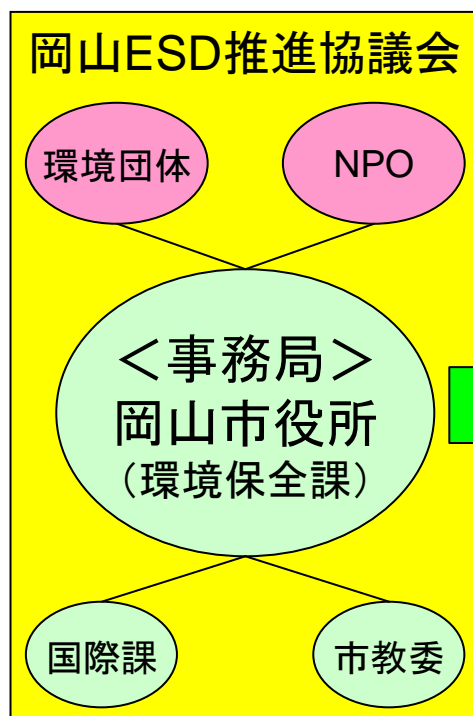 岡山ESD推進協議会
環境団体
NPO
＜事務局＞
岡山市役所
（環境保全課）
国際課
市教委